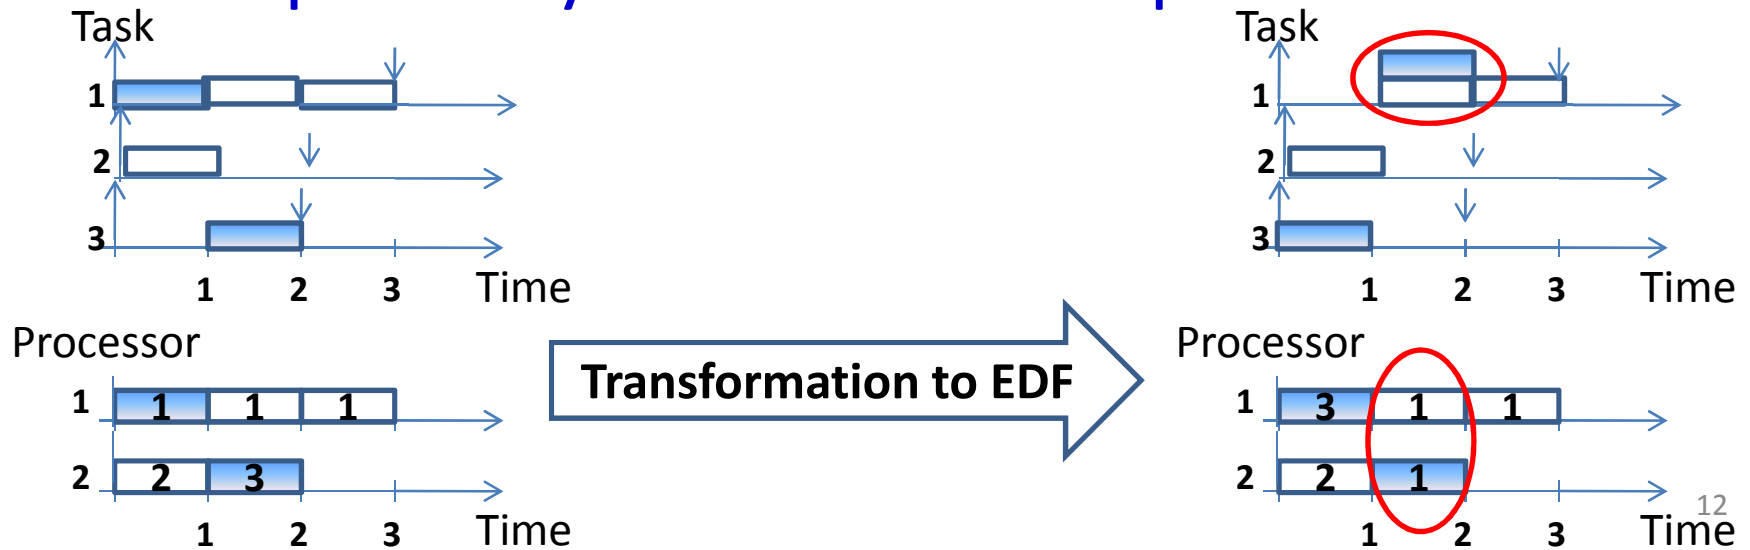 Task
1
2
3
1 2 3 Time
Processor
1 1 1 1
2 2 3
1 2 3 Time
Transformation to EDF
Task
1
2
3
1 2 3 Time
Processor
1 3 1 1
2 2 1
1 2 3 Time
12